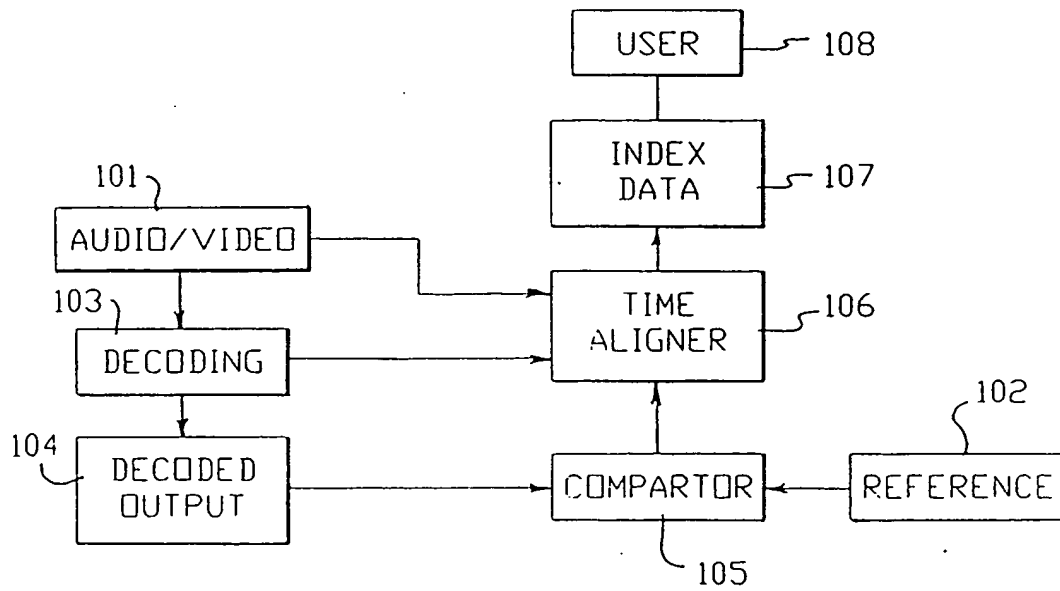 USER
108
INDEX
DATA
107
101
AUDIO/VIDEO
103
TIME
ALIGNER
106
DECODING
102
104
DECODED
OUTPUT
COMPARTOR
REFERENCE
105